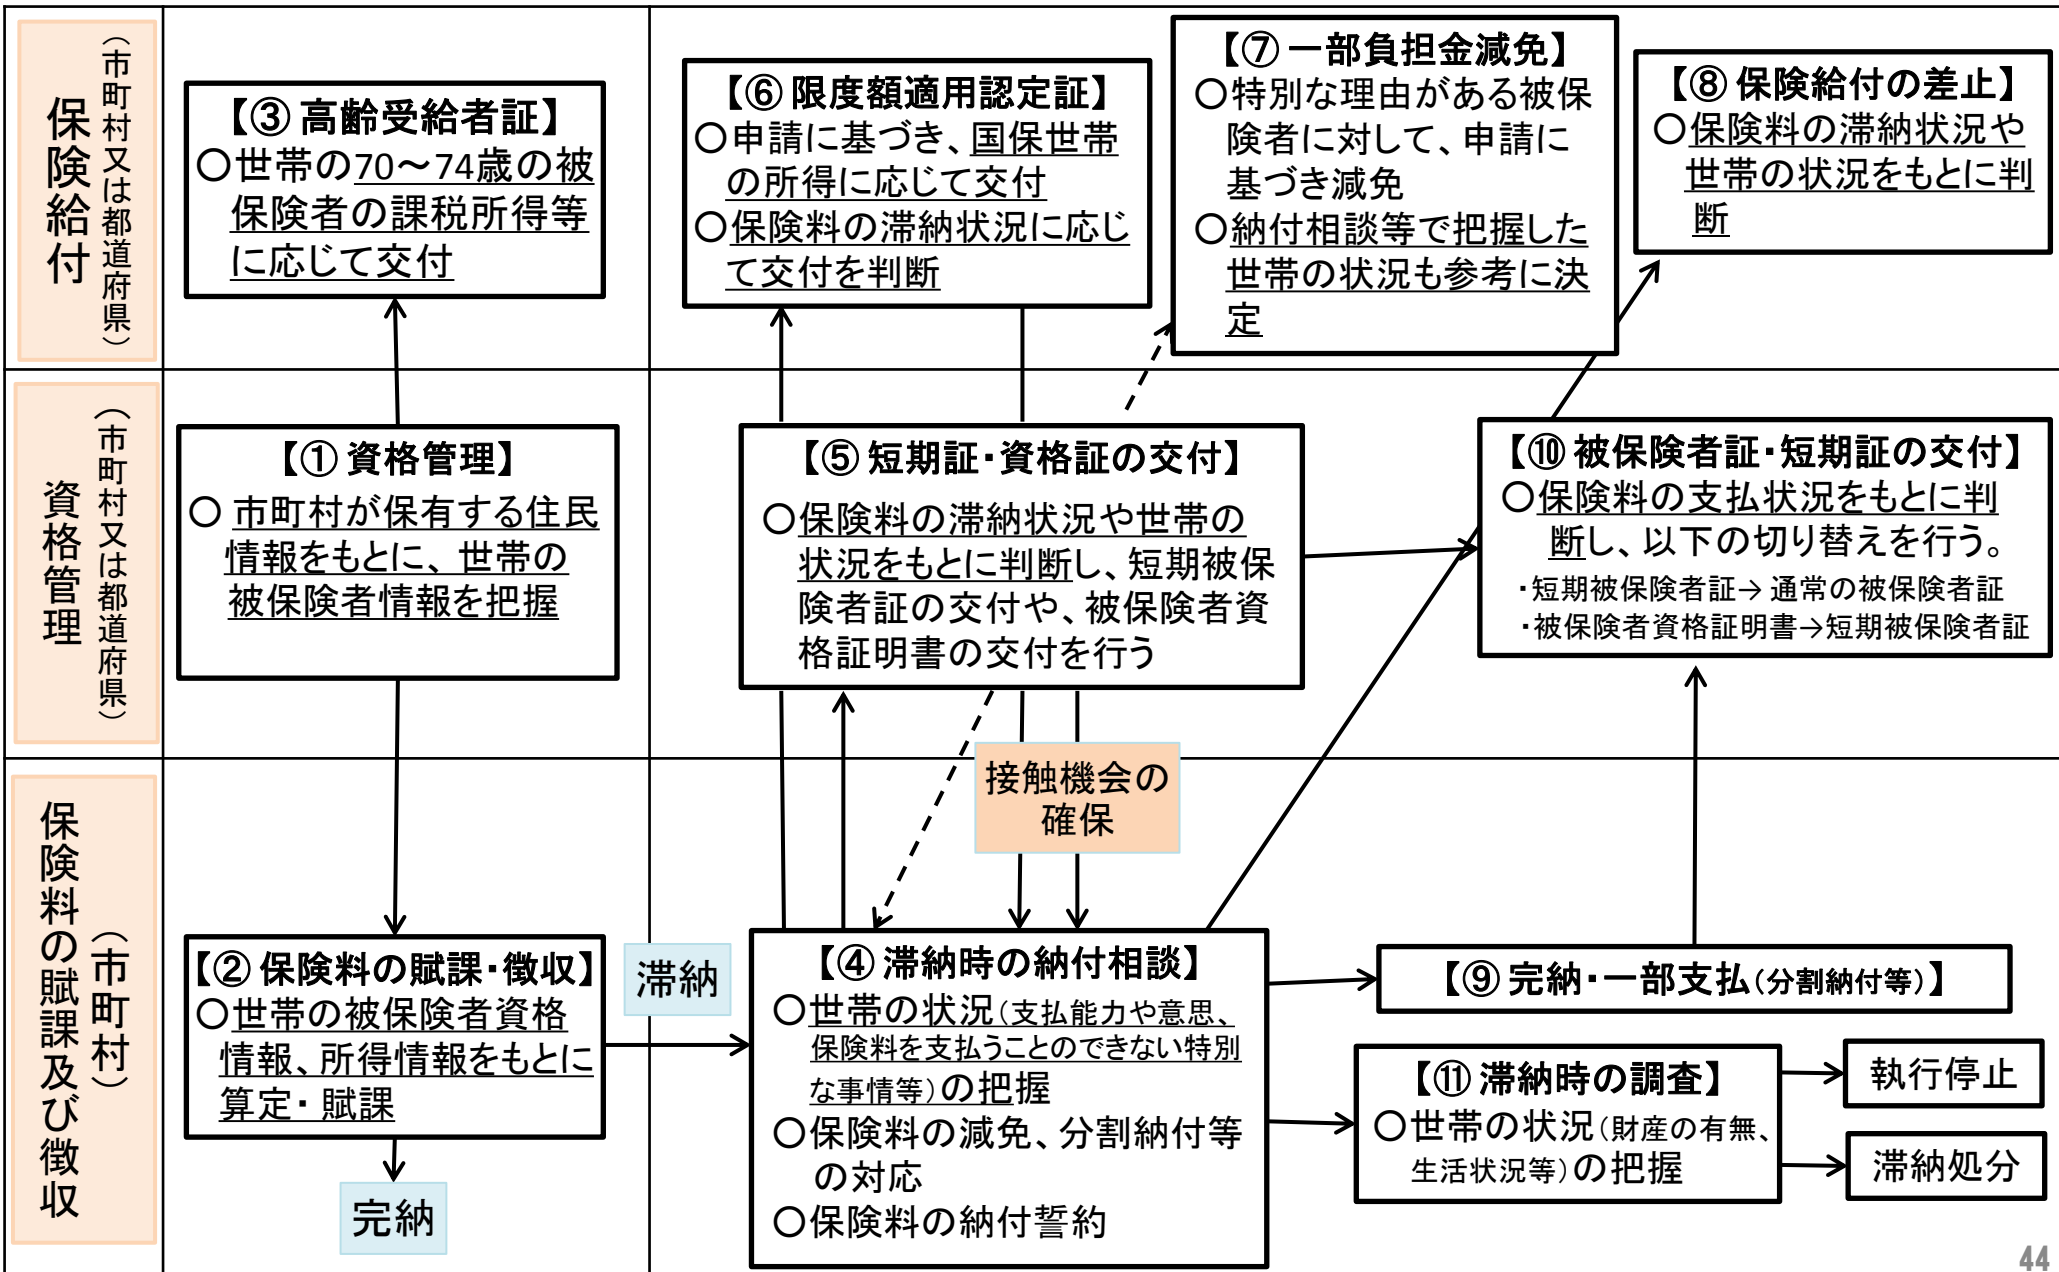 保険給付
（市町村又は都道府県）
【③ 高齢受給者証】
〇世帯の70～74歳の被
保険者の課税所得等
に応じて交付
【⑥ 限度額適用認定証】
〇申請に基づき、国保世帯
の所得に応じて交付
〇保険料の滞納状況に応じ
て交付を判断
【⑦ 一部負担金減免】
〇特別な理由がある被保
険者に対して、申請に
基づき減免
〇納付相談等で把握した
世帯の状況も参考に決
定
【⑧ 保険給付の差止】
〇保険料の滞納状況や
世帯の状況をもとに判
断
資格管理
（市町村又は都道府県）
【① 資格管理】
〇 市町村が保有する住民
情報をもとに、世帯の
被保険者情報を把握
【⑤ 短期証・資格証の交付】
〇保険料の滞納状況や世帯の
状況をもとに判断し、短期被保
険者証の交付や、被保険者資
格証明書の交付を行う
【⑩ 被保険者証・短期証の交付】
〇保険料の支払状況をもとに判
断し、以下の切り替えを行う。
・短期被保険者証→ 通常の被保険者証
・被保険者資格証明書→短期被保険者証
接触機会の
確保
保険料の賦課及び徴収
（市町村）
【② 保険料の賦課・徴収】
〇世帯の被保険者資格
情報、所得情報をもとに
算定・ 賦課
滞納
完納
【④ 滞納時の納付相談】
〇世帯の状況（支払能力や意思、
保険料を支払うことのできない特別
な事情等）の把握
〇保険料の減免、分割納付等
の対応
〇保険料の納付誓約
【⑨ 完納・一部支払（分割納付等）】
【⑪ 滞納時の調査】
〇世帯の状況（財産の有無、
生活状況等）の把握
執行停止
滞納処分
44